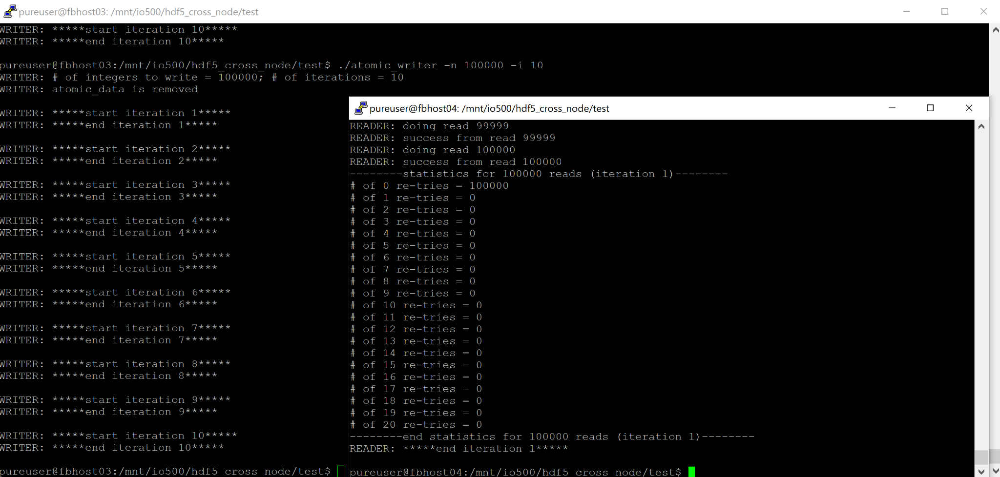 pureuser@fbhost03: /mnt/io500/hdf5_cross_node/test
WRITER: *****start iteration 10*****
WRITER: *****end iteration 10*****
pureuser@fbhost03:/mnt/io500/hdf5_cross_node/test$ ./atomic_writer -n 100000 -i 10
WRITER: # of integers to write = 100000; # of iterations = 10
WRITER: atomic_data is removed
WRITER: *****start iteration 1*****
WRITER: *****end iteration 1*****
WRITER: *****start iteration 2*****
WRITER: *****end iteration 2*****
WRITER: *****start iteration 3*****
WRITER: *****end iteration 3*****
WRITER: *****start iteration 4*****
WRITER: *****end iteration 4*****
WRITER: *****start iteration 5*****
WRITER: *****end iteration 5*****
WRITER: *****start iteration 6*****
WRITER: *****end iteration 6*****
WRITER: *****start iteration 7*****
WRITER: *****end iteration 7*****
WRITER: *****start iteration 8*****
WRITER: *****end iteration 8*****
WRITER: *****start iteration 9*****
WRITER: *****end iteration 9*****
WRITER: *****start iteration 10*****
WRITER: *****end iteration 10*****
pureuser@fbhost03:/mnt/io500/hdf5_cross_node/test$
pureuser@fbhost04: /mnt/io500/hdf5_cross_node/test
READER: doing read 99999
READER: success from read 99999
READER: doing read 100000
READER: success from read 100000
--------statistics for 100000 reads (iteration 1)--------
# of 0 re-tries = 100000
# of 1 re-tries = 0
# of 2 re-tries = 0
# of 3 re-tries = 0
# of 4 re-tries = 0
# of 5 re-tries = 0
# of 6 re-tries = 0
# of 7 re-tries = 0
# of 8 re-tries = 0
# of 9 re-tries = 0
# of 10 re-tries = 0
# of 11 re-tries = 0
# of 12 re-tries = 0
# of 13 re-tries = 0
# of 14 re-tries = 0
# of 15 re-tries = 0
# of 16 re-tries = 0
# of 17 re-tries = 0
# of 18 re-tries = 0
# of 19 re-tries = 0
# of 20 re-tries = 0
--------end statistics for 100000 reads (iteration 1)--------
READER: *****end iteration 1*****
pureuser@fbhost04:/mnt/io500/hdf5_cross_node/test$